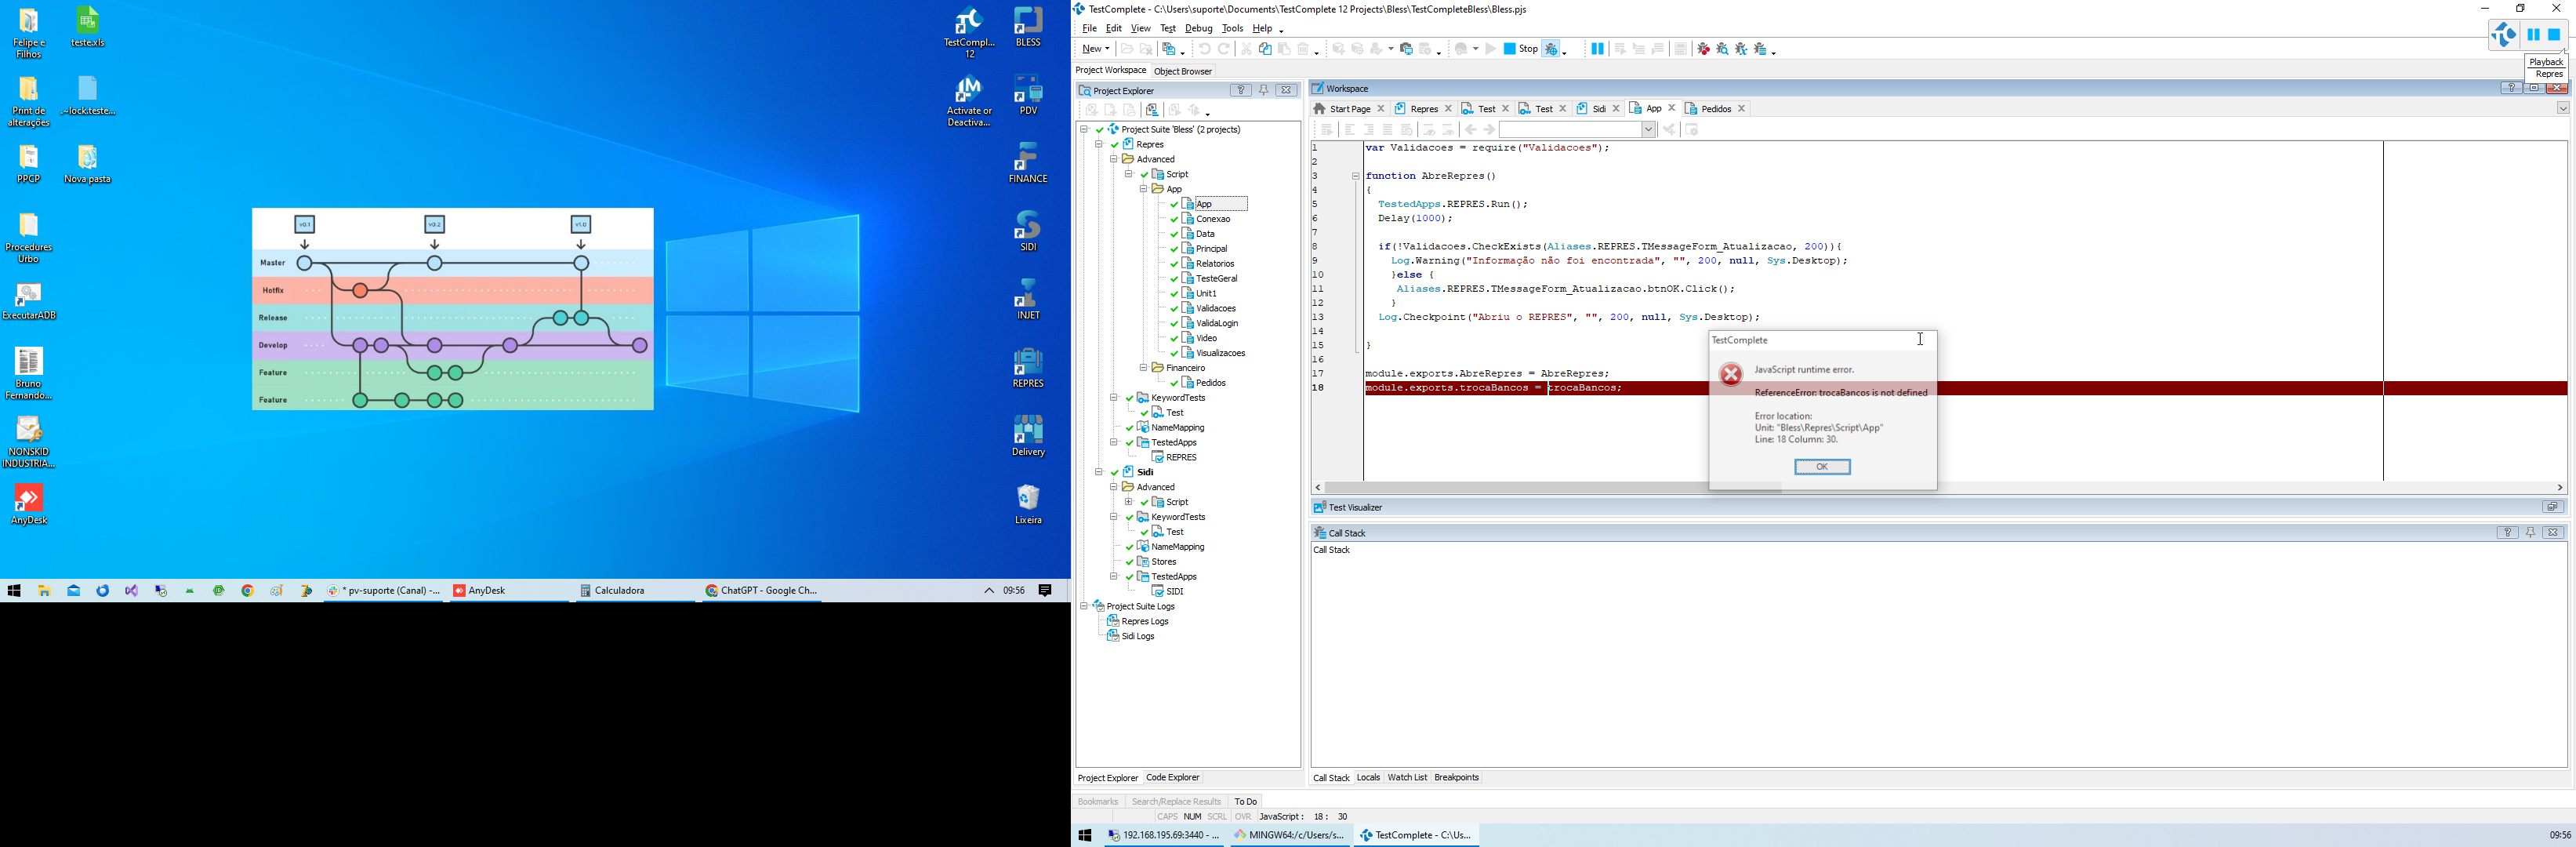 Felipe e
Filhos
teste.xls
Print de
alterações
.~lock.teste...
PPCP
Nova pasta
Procedures
Urbo
ExecutarADB
Bruno
Fernando...
NONSKID
INDUSTRIA...
AnyDesk
v0.1
v0.2
v1.0
Master
Hotfix
Release
Develop
Feature
Feature
TestCompl...
12
BLESS
Activate or
Deactiva...
PDV
FINANCE
SIDI
INJET
REPRES
Delivery
Lixeira
* pv-suporte (Canal) -...
AnyDesk
Calculadora
ChatGPT - Google Ch...
09:56
TestComplete - C:\Users\suporte\Documents\TestComplete 12 Projects\Bless\TestCompleteBless\Bless.pjs
File Edit View Test Debug Tools Help
New
Stop
Playback
Repres
Project Workspace
Object Browser
Project Explorer
Project Suite 'Bless' (2 projects)
Repres
Advanced
Script
App
App
Conexao
Data
Principal
Relatorios
TesteGeral
Unit1
Validacoes
ValidaLogin
Video
Visualizacoes
Financeiro
Pedidos
KeywordTests
Test
NameMapping
TestedApps
REPRES
Sidi
Advanced
Script
KeywordTests
Test
NameMapping
Stores
TestedApps
SIDI
Project Suite Logs
Repres Logs
Sidi Logs
Project Explorer
Code Explorer
Workspace
Start Page
Repres
Test
Test
Sidi
App
Pedidos
1 var Validacoes = require("Validacoes");
2
3 function AbreRepres()
4 {
5 TestedApps.REPRES.Run();
6 Delay(1000);
7
8 if(!Validacoes.CheckExists(Aliases.REPRES.TMessageForm_Atualizacao, 200)){
9 Log.Warning("Informação não foi encontrada", "", 200, null, Sys.Desktop);
10 }else {
11 Aliases.REPRES.TMessageForm_Atualizacao.btnOK.Click();
12 }
13 Log.Checkpoint("Abriu o REPRES", "", 200, null, Sys.Desktop);
14
15 }
16
17 module.exports.AbreRepres = AbreRepres;
18 module.exports.trocaBancos = trocaBancos;
TestComplete
JavaScript runtime error.
ReferenceError: trocaBancos is not defined
Error location:
Unit: "Bless\Repres\Script\App"
Line: 18 Column: 30.
OK
Test Visualizer
Call Stack
Call Stack
Call Stack
Locals
Watch List
Breakpoints
Bookmarks
Search/Replace Results
To Do
CAPS NUM SCRL OVR JavaScript : 18 : 30
192.168.195.69:3440 - ...
MINGW64:/c/Users/s...
TestComplete - C:\Us...
09:56